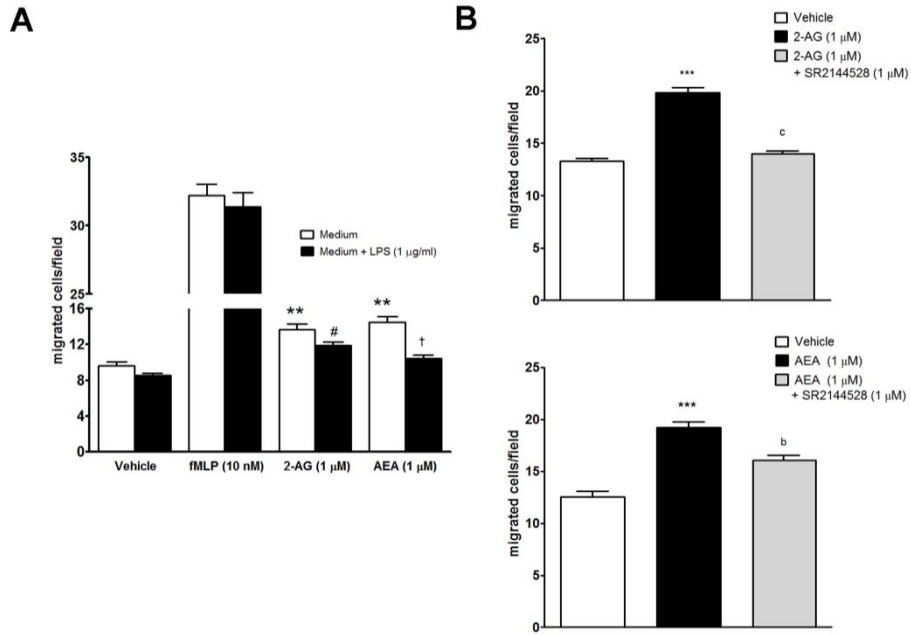 A
35
30
25
16
12
8
4
0
migrated cells/field
Medium
Medium + LPS (1 µg/ml)
**
#
**
†
Vehicle
fMLP (10 nM)
2-AG (1 µM)
AEA (1 µM)
B
Vehicle
2-AG (1 µM)
2-AG (1 µM)
+ SR2144528 (1 µM)
25
20
15
10
5
0
migrated cells/field
***
c
Vehicle
AEA (1 µM)
AEA (1 µM)
+ SR2144528 (1 µM)
25
20
15
10
5
0
migrated cells/field
***
b